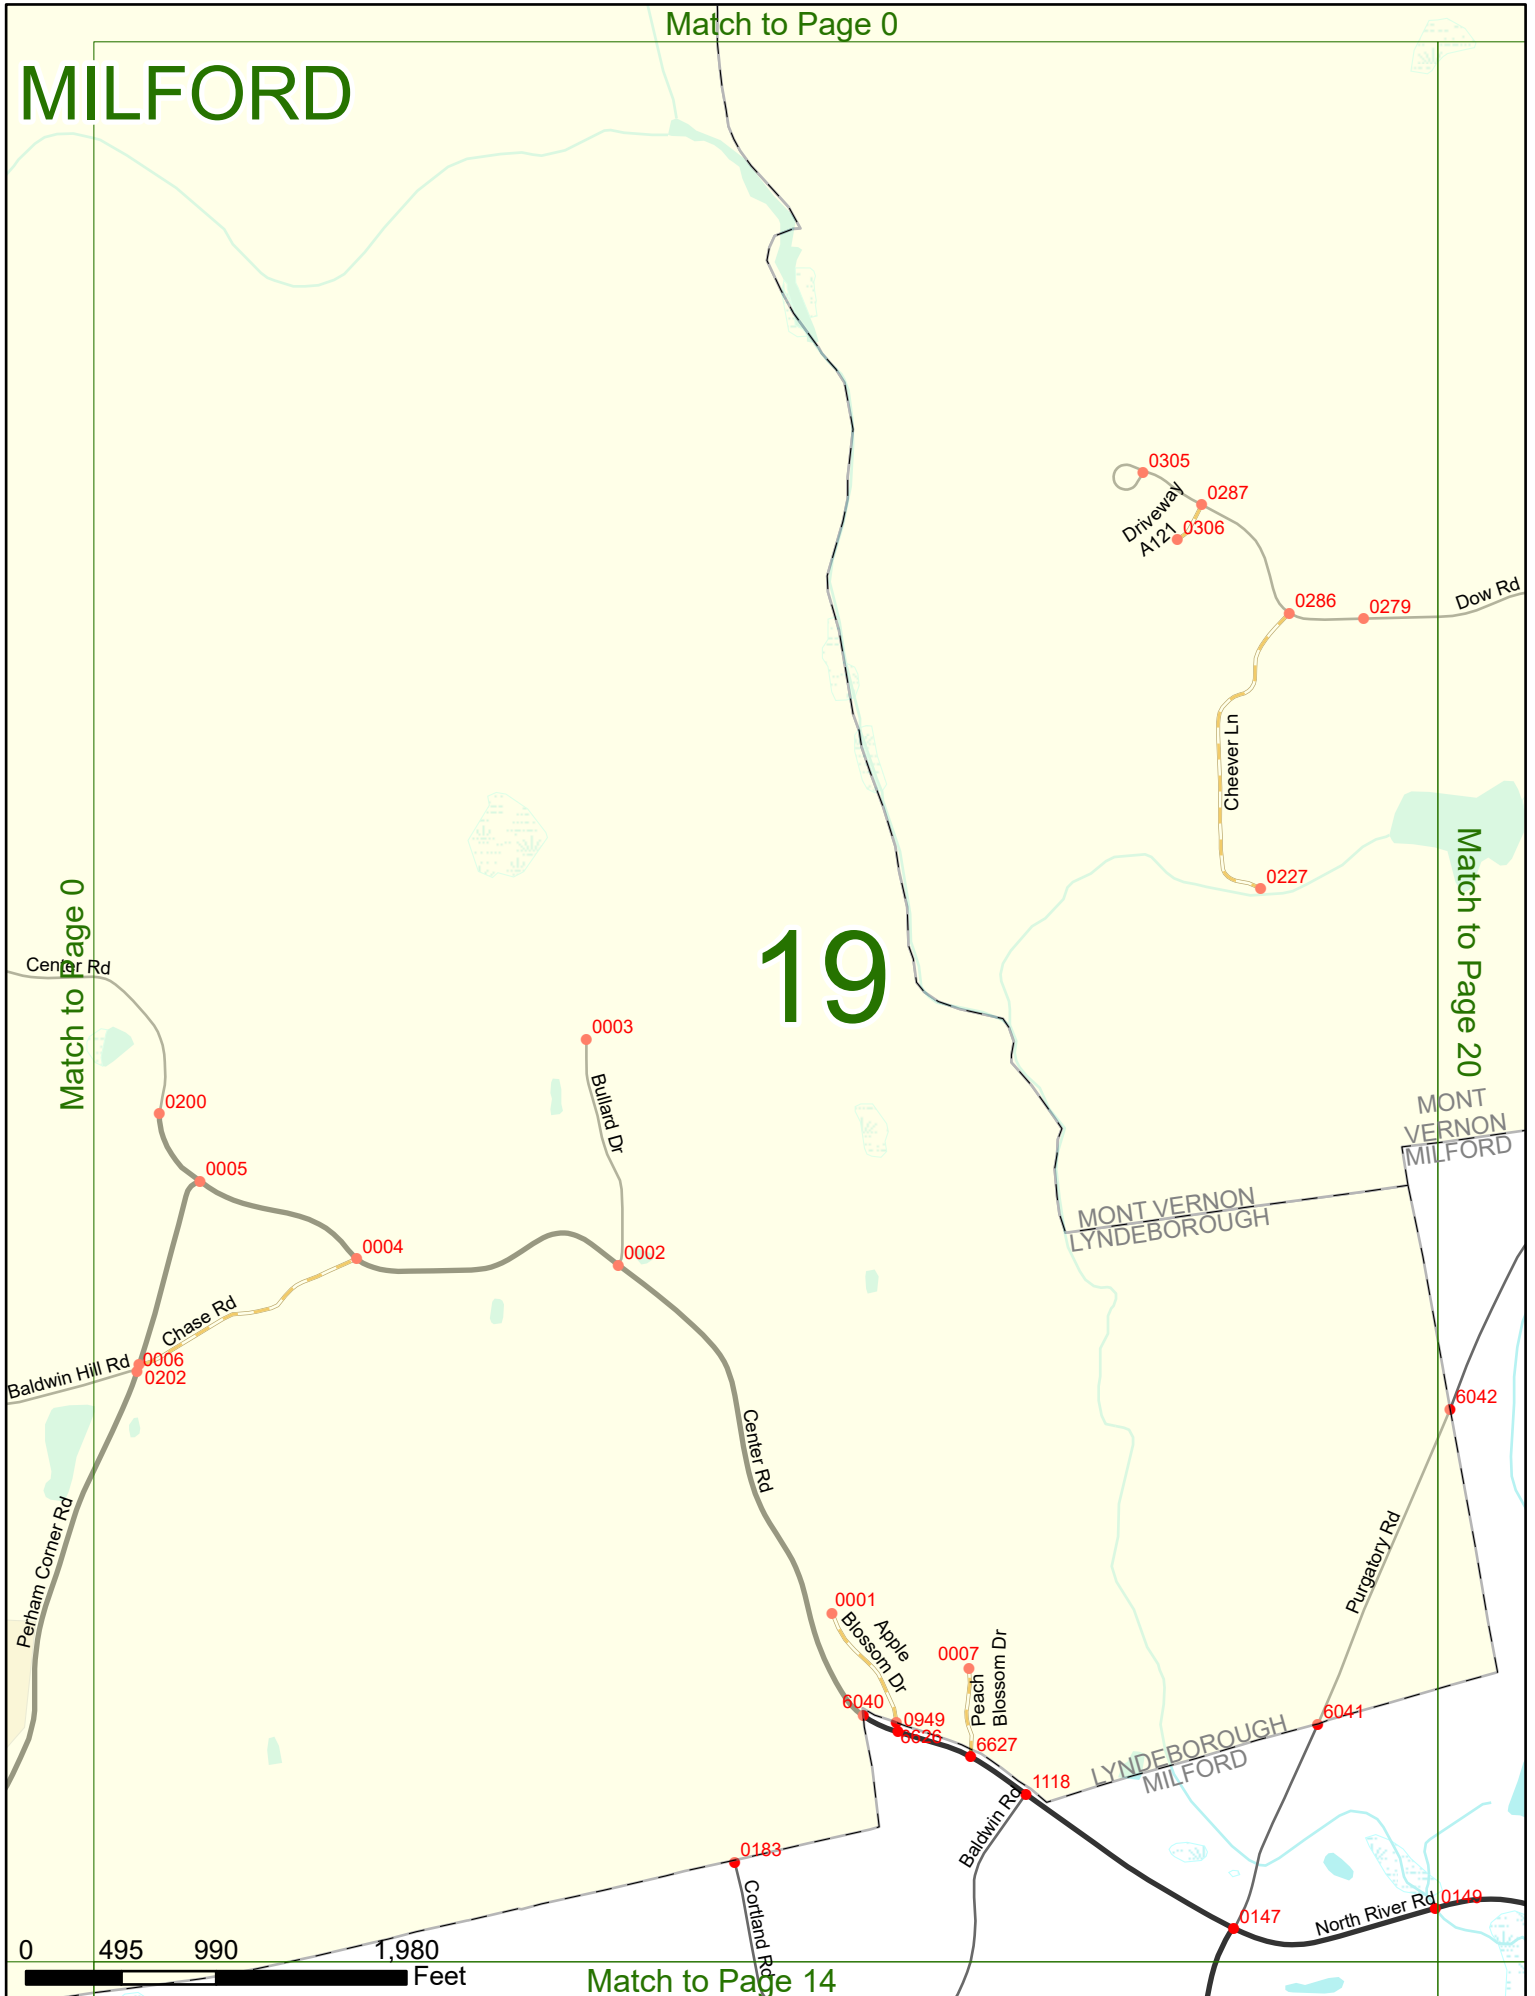 Match to Page 0
MILFORD
0305
0287
Driveway
A121
0306
0286
0279
Dow Rd
Cheever Ln
0227
Match to Page 20
Match to Page 0
19
Center Rd
0003
Bullard Dr
0200
0005
0004
0002
MONT
VERNON
MILFORD
MONT VERNON
LYNDEBOROUGH
Chase Rd
0006
Baldwin Hill Rd
0202
6042
Center Rd
Perham Corner Rd
Purgatory Rd
0001
Apple
Blossom Dr
0007
Peach
Blossom Dr
6040
0949
6626
6627
6041
LYNDEBOROUGH
MILFORD
1118
Baldwin Rd
0183
Cortland Rd
0147
North River Rd
0149
0 495 990 1,980
Feet
Match to Page 14